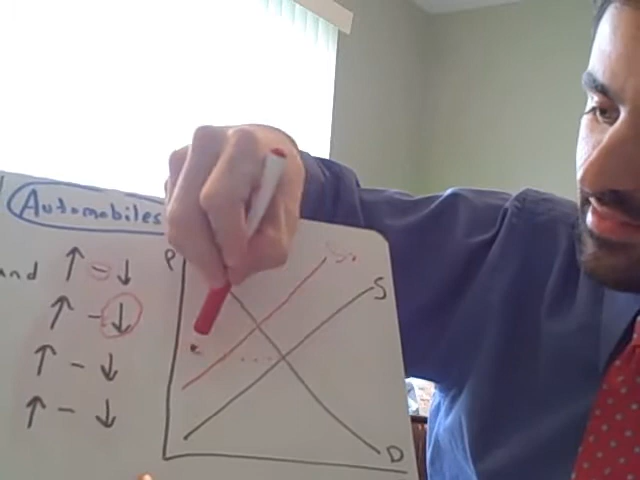 Automobiles
and ↑ - ↓
↑ - ↓
↑ - ↓
↑ - ↓
P
S
D